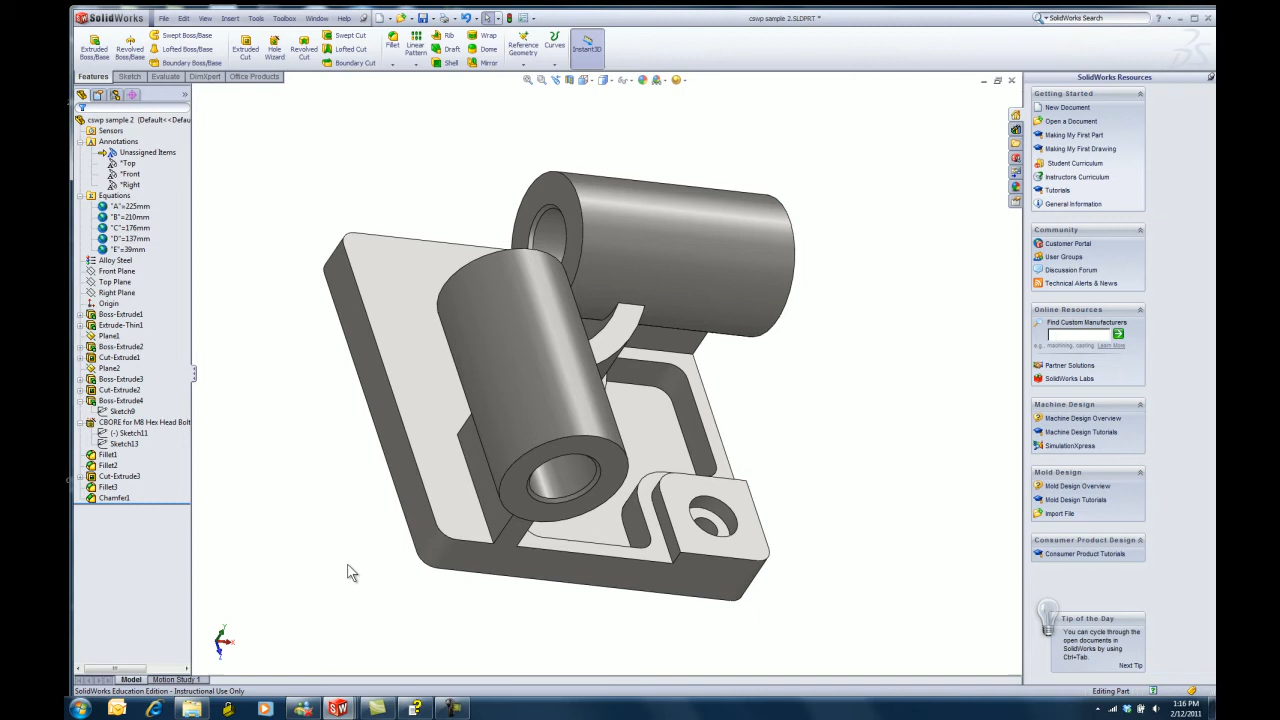 SolidWorks
File Edit View Insert Tools Toolbox Window Help
cswp sample 2.SLDPRT *
SolidWorks Search
Extruded Boss/Base
Revolved Boss/Base
Swept Boss/Base
Lofted Boss/Base
Boundary Boss/Base
Extruded Cut
Hole Wizard
Revolved Cut
Swept Cut
Lofted Cut
Boundary Cut
Fillet
Linear Pattern
Rib
Draft
Shell
Wrap
Dome
Mirror
Reference Geometry
Curves
Instant3D
Features Sketch Evaluate DimXpert Office Products
cswp sample 2 (Default<<Defau
Sensors
Annotations
Unassigned Items
*Top
*Front
*Right
Equations
"A"=225mm
"B"=210mm
"C"=176mm
"D"=137mm
"E"=39mm
Alloy Steel
Front Plane
Top Plane
Right Plane
Origin
Boss-Extrude1
Extrude-Thin1
Plane1
Boss-Extrude2
Cut-Extrude1
Plane2
Boss-Extrude3
Cut-Extrude2
Boss-Extrude4
Sketch9
CBORE for M8 Hex Head Bolt
(-) Sketch11
Sketch13
Fillet1
Fillet2
Cut-Extrude3
Fillet3
Chamfer1
Y
X
Z
SolidWorks Resources
Getting Started
New Document
Open a Document
Making My First Part
Making My First Drawing
Student Curriculum
Instructors Curriculum
Tutorials
General Information
Community
Customer Portal
User Groups
Discussion Forum
Technical Alerts & News
Online Resources
Find Custom Manufacturers
e.g., machining, casting Learn More
Partner Solutions
SolidWorks Labs
Machine Design
Machine Design Overview
Machine Design Tutorials
SimulationXpress
Mold Design
Mold Design Overview
Mold Design Tutorials
Import File
Consumer Product Design
Consumer Product Tutorials
Tip of the Day
You can cycle through the
open documents in
SolidWorks by using
Ctrl+Tab.
Next Tip
Model Motion Study 1
SolidWorks Education Edition - Instructional Use Only
Editing Part
1:16 PM
2/12/2011